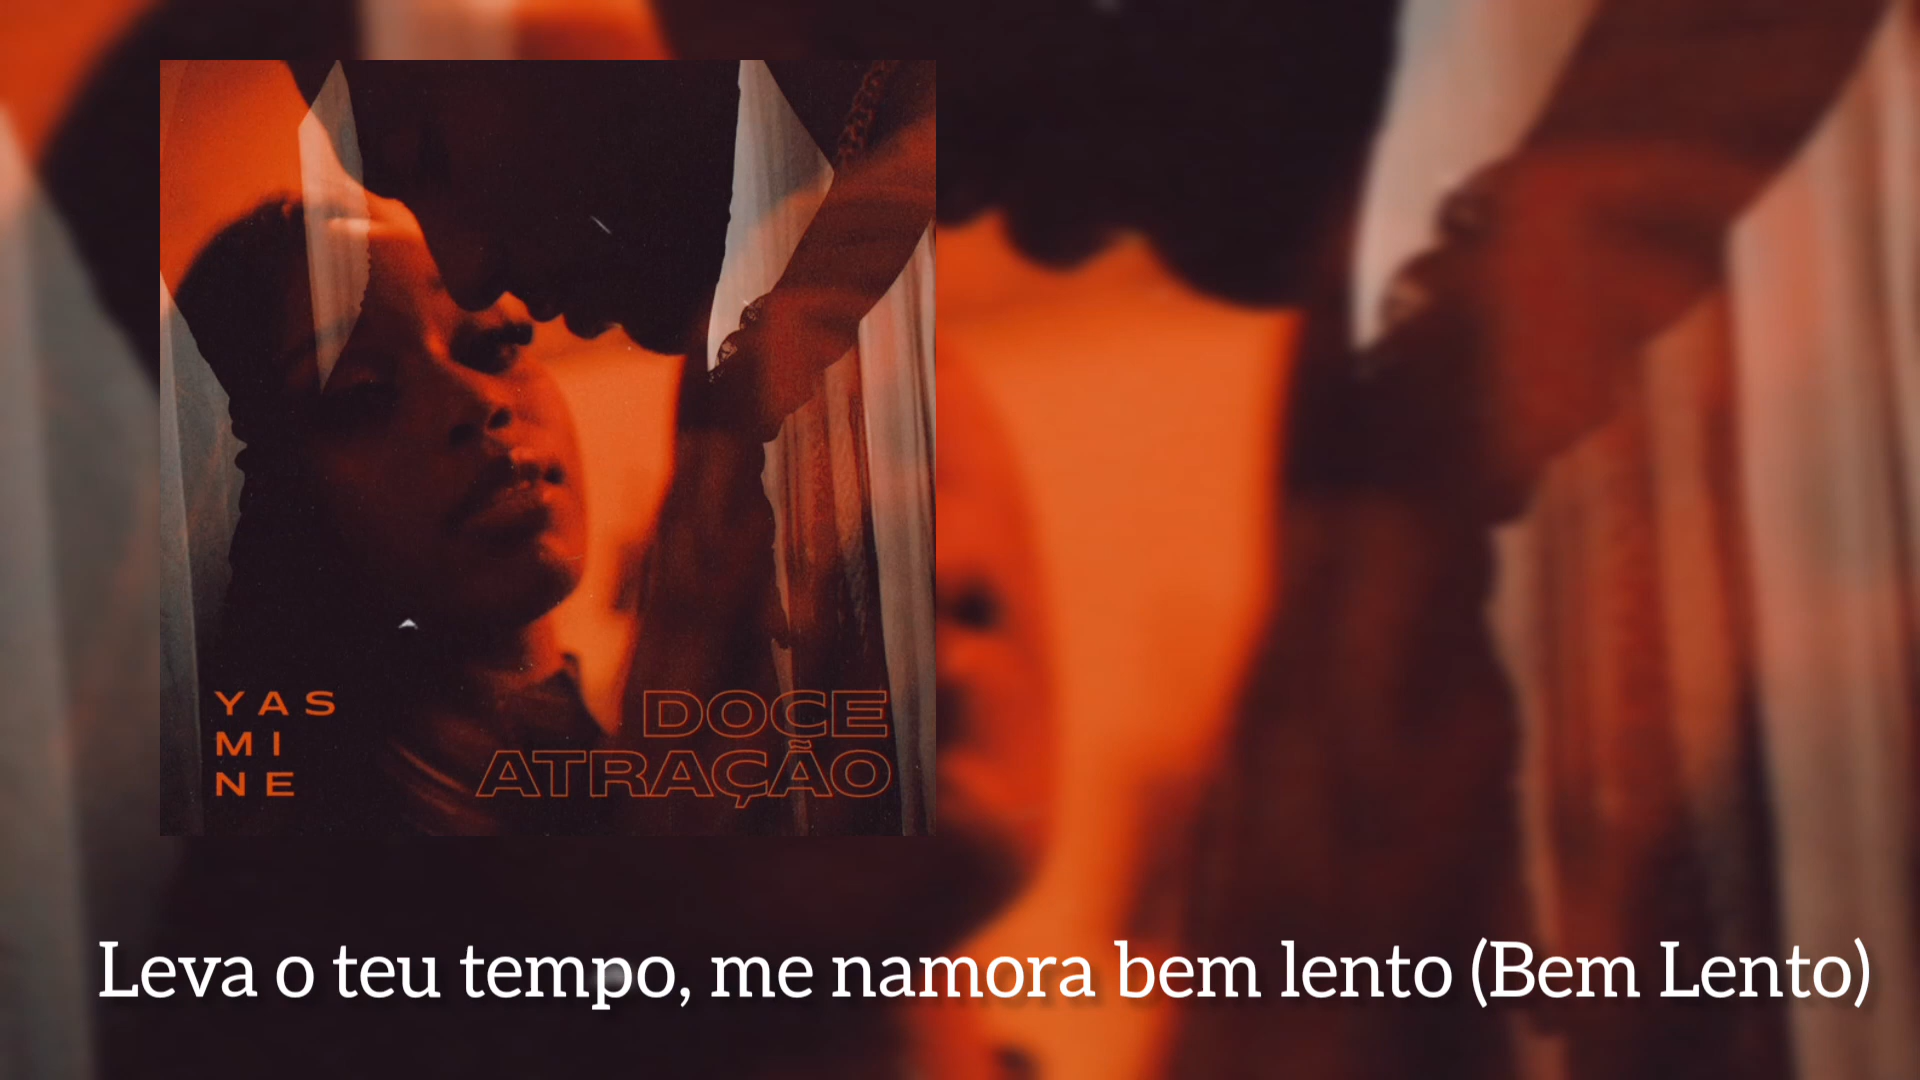 YAS
MI
NE
DOCE
ATRAÇÃO
Leva o teu tempo, me namora bem lento (Bem Lento)